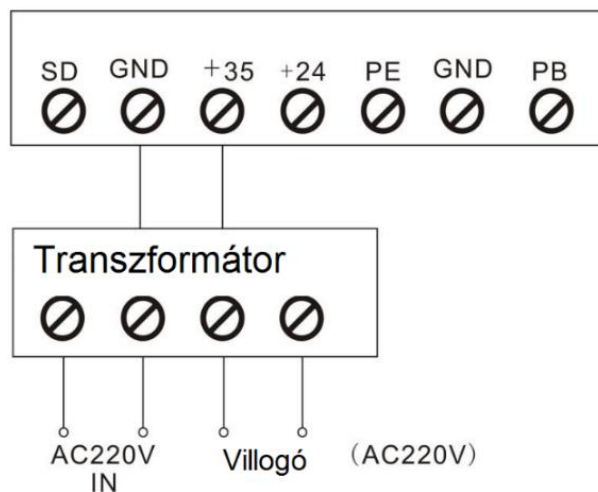 SD GND +35 +24 PE GND PB
Transzformátor
AC220V Villogó (AC220V)
IN